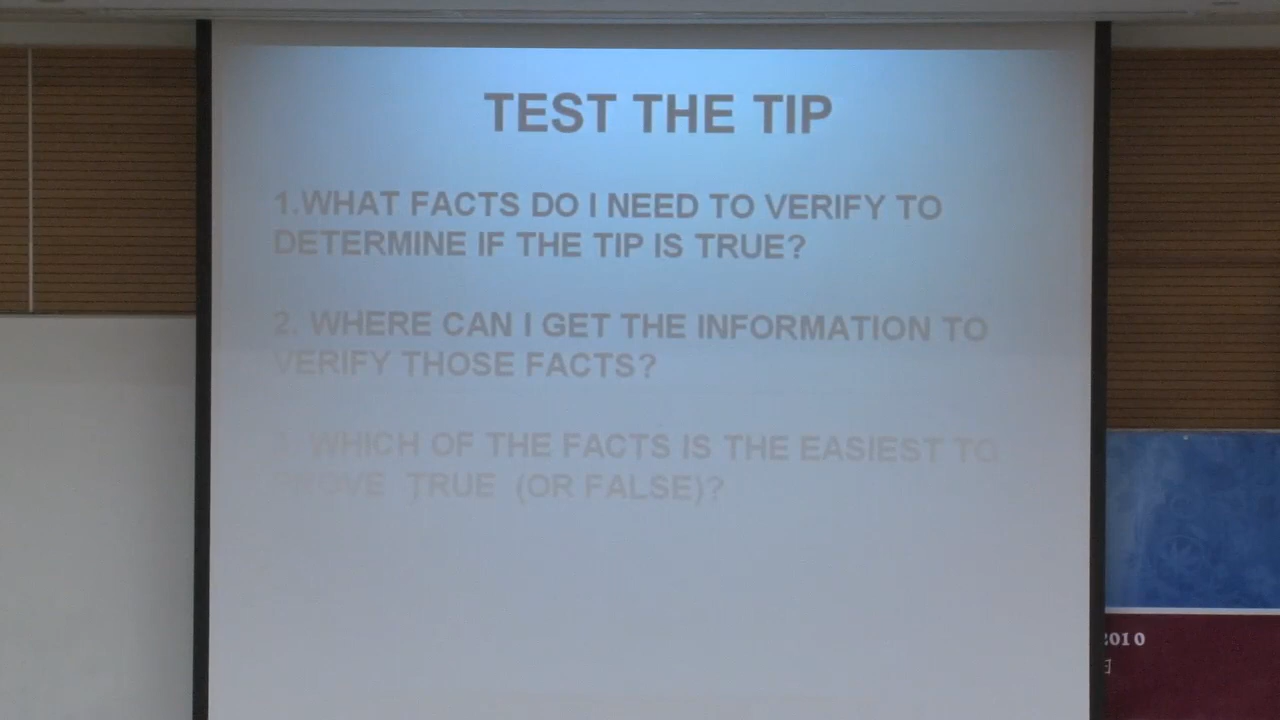 TEST THE TIP
1.WHAT FACTS DO I NEED TO VERIFY TO
DETERMINE IF THE TIP IS TRUE?
2. WHERE CAN I GET THE INFORMATION TO
VERIFY THOSE FACTS?
WHICH OF THE FACTS IS THE EASIEST TO
PROVE TRUE (OR FALSE)?
2010
日